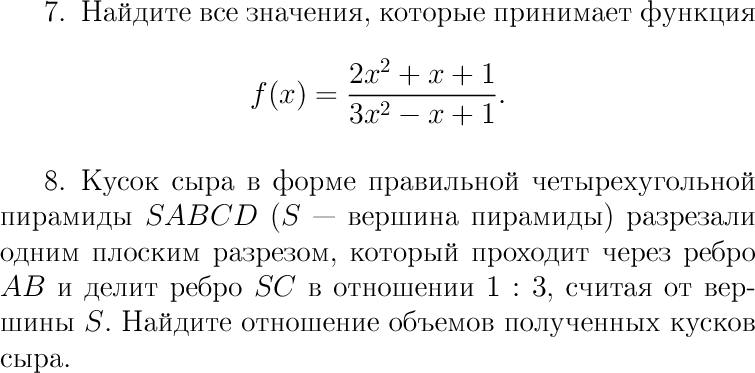 7. Найдите все значения, которые принимает функция
f(x) = \frac{2x^2 + x + 1}{3x^2 − x + 1}.
8. Кусок сыра в форме правильной четырехугольной
пирамиды SABCD (S — вершина пирамиды) разрезали
одним плоским разрезом, который проходит через ребро
AB и делит ребро SC в отношении 1 : 3, считая от вер-
шины S. Найдите отношение объемов полученных кусков
сыра.